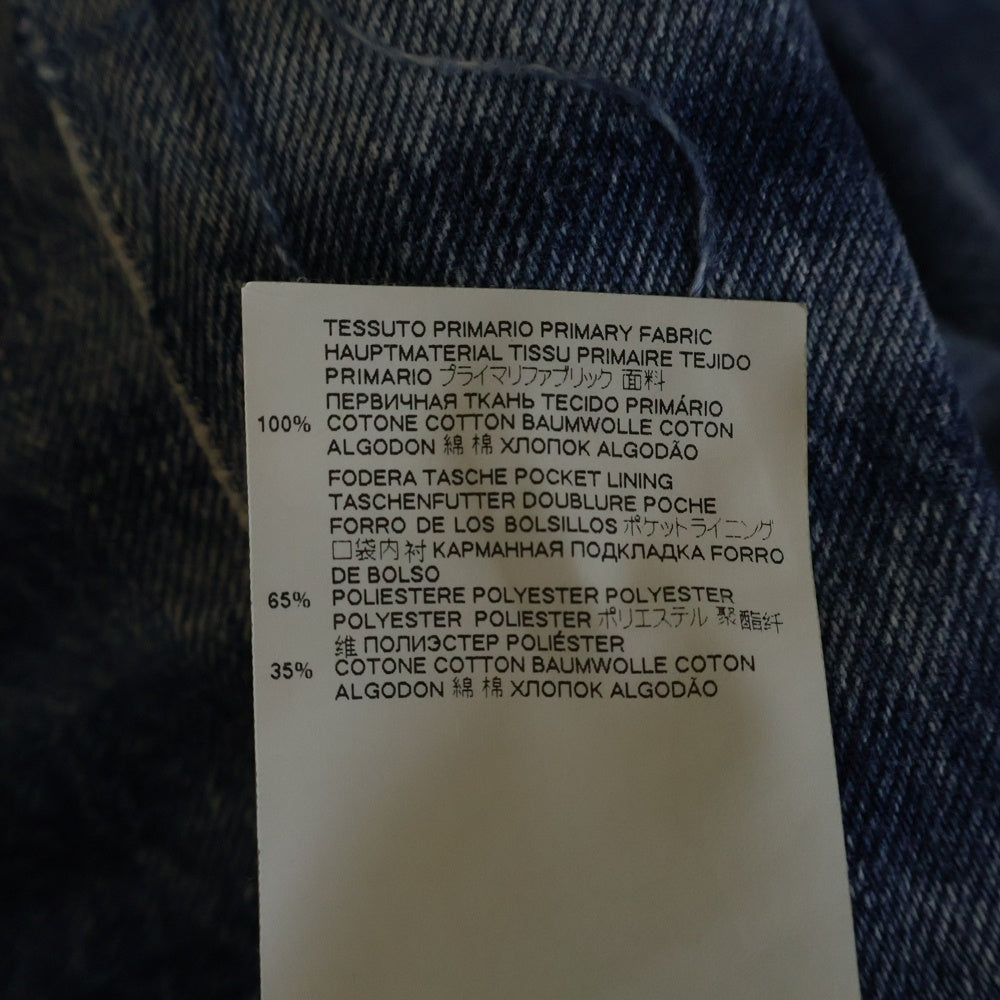 TESSUTO PRIMARIO PRIMARY FABRIC
HAUPTMATERIAL TISSU PRIMAIRE TEJIDO
PRIMARIO プライマリファブリック 面料
ПЕРВИЧНАЯ ТКАНЬ TECIDO PRIMÁRIO
100% COTONE COTTON BAUMWOLLE COTON
ALGODON 綿 棉 ХЛОПОК ALGODÃO
FODERA TASCHE POCKET LINING
TASCHENFUTTER DOUBLURE POCHE
FORRO DE LOS BOLSILLOS ポケットライニング
口袋内衬 КАРМАННАЯ ПОДКЛАДКА FORRO
DE BOLSO
65% POLIESTERE POLYESTER POLYESTER
POLYESTER POLIESTER ポリエステル 聚酯纤
维 ПОЛИЭСТЕР POLIÉSTER
35% COTONE COTTON BAUMWOLLE COTON
ALGODON 綿 棉 ХЛОПОК ALGODÃO